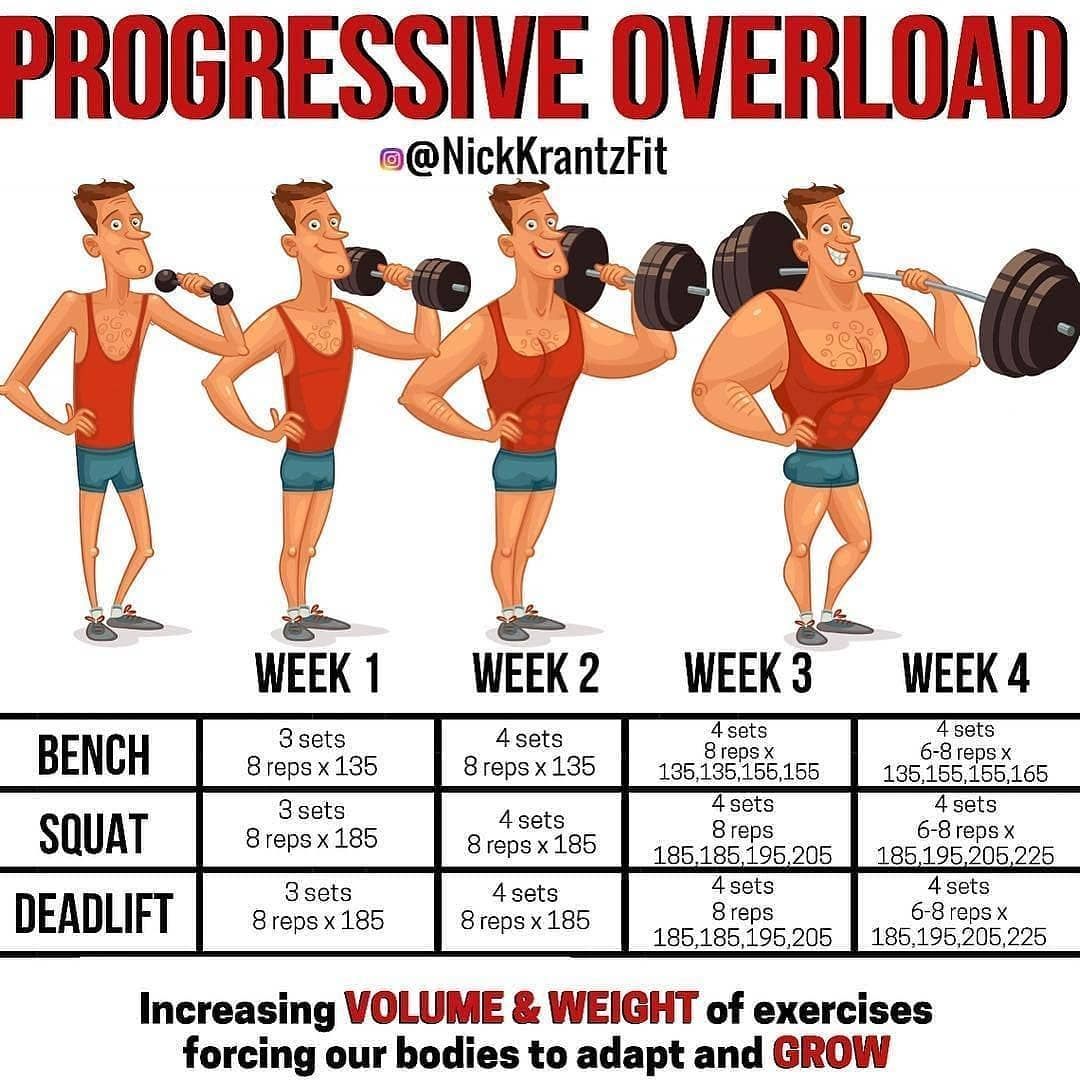 PROGRESSIVE OVERLOAD
@NickKrantzFit
WEEK 1 WEEK 2 WEEK 3 WEEK 4
BENCH
3 sets
8 reps x 135
4 sets
8 reps x 135
4 sets
8 reps x
135,135,155,155
4 sets
6-8 reps x
135,155,155,165
SQUAT
3 sets
8 reps x 185
4 sets
8 reps x 185
4 sets
8 reps
185,185,195,205
4 sets
6-8 reps x
185,195,205,225
DEADLIFT
3 sets
8 reps x 185
4 sets
8 reps x 185
4 sets
8 reps
185,185,195,205
4 sets
6-8 reps x
185,195,205,225
Increasing VOLUME & WEIGHT of exercises
forcing our bodies to adapt and GROW